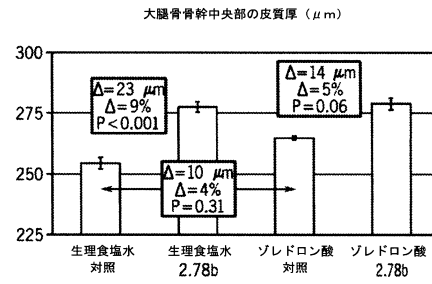 大腿骨骨幹中央部の皮質厚（μm）
300
275
250
225
Δ=23 μm
Δ=9%
P<0.001
Δ=14 μm
Δ=5%
P=0.06
Δ=10 μm
Δ=4%
P=0.31
生理食塩水
対照
生理食塩水
2.78b
ゾレドロン酸
対照
ゾレドロン酸
2.78b